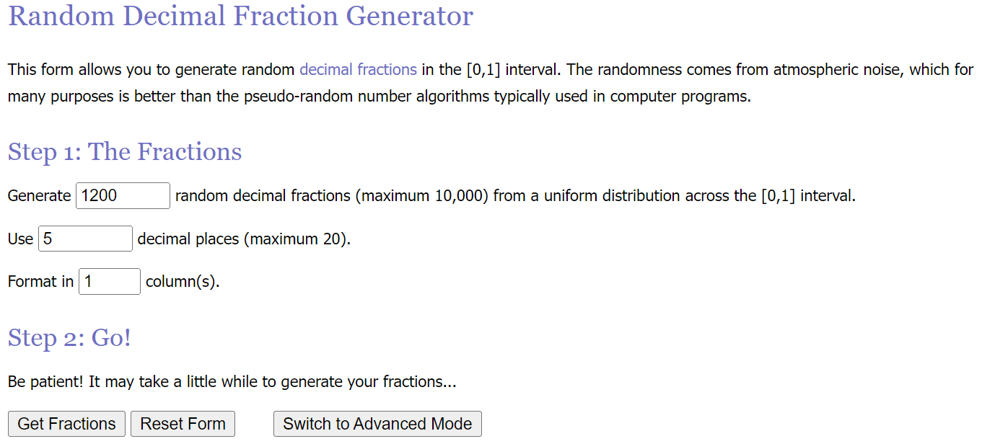 Random Decimal Fraction Generator
This form allows you to generate random decimal fractions in the [0,1] interval. The randomness comes from atmospheric noise, which for
many purposes is better than the pseudo-random number algorithms typically used in computer programs.
Step 1: The Fractions
Generate 1200 random decimal fractions (maximum 10,000) from a uniform distribution across the [0,1] interval.
Use 5 decimal places (maximum 20).
Format in 1 column(s).
Step 2: Go!
Be patient! It may take a little while to generate your fractions...
Get Fractions Reset Form Switch to Advanced Mode